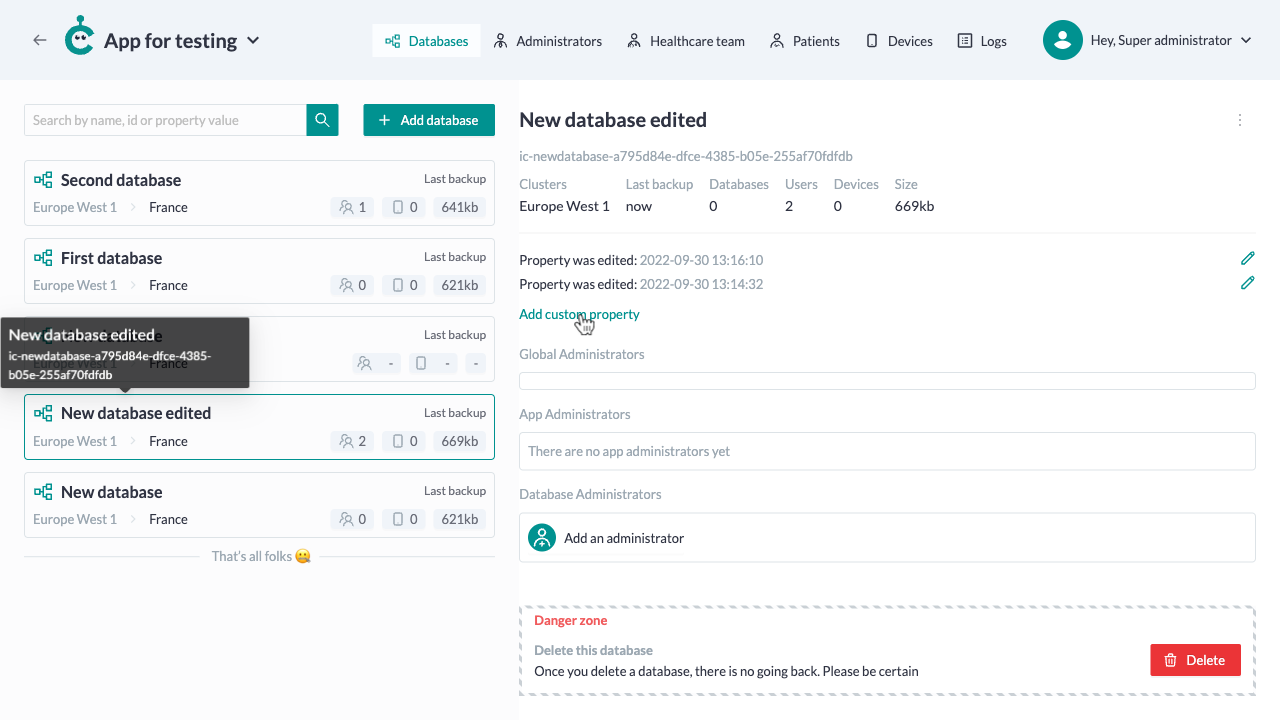 App for testing
Databases
Administrators
Healthcare team
Patients
Devices
Logs
Hey, Super administrator
Search by name, id or property value
Add database
Second database
Last backup
Europe West 1
France
1
0
641kb
First database
Last backup
Europe West 1
France
0
0
621kb
Last backup
France
-
-
-
New database edited
ic-newdatabase-a795d84e-dfce-4385-
b05e-255af70fdfdb
New database edited
Last backup
Europe West 1
France
2
0
669kb
New database
Last backup
Europe West 1
France
0
0
621kb
That's all folks
New database edited
ic-newdatabase-a795d84e-dfce-4385-b05e-255af70fdfdb
Clusters
Last backup
Databases
Users
Devices
Size
Europe West 1
now
0
2
0
669kb
Property was edited: 2022-09-30 13:16:10
Property was edited: 2022-09-30 13:14:32
Add custom property
Global Administrators
App Administrators
There are no app administrators yet
Database Administrators
Add an administrator
Danger zone
Delete this database
Once you delete a database, there is no going back. Please be certain
Delete